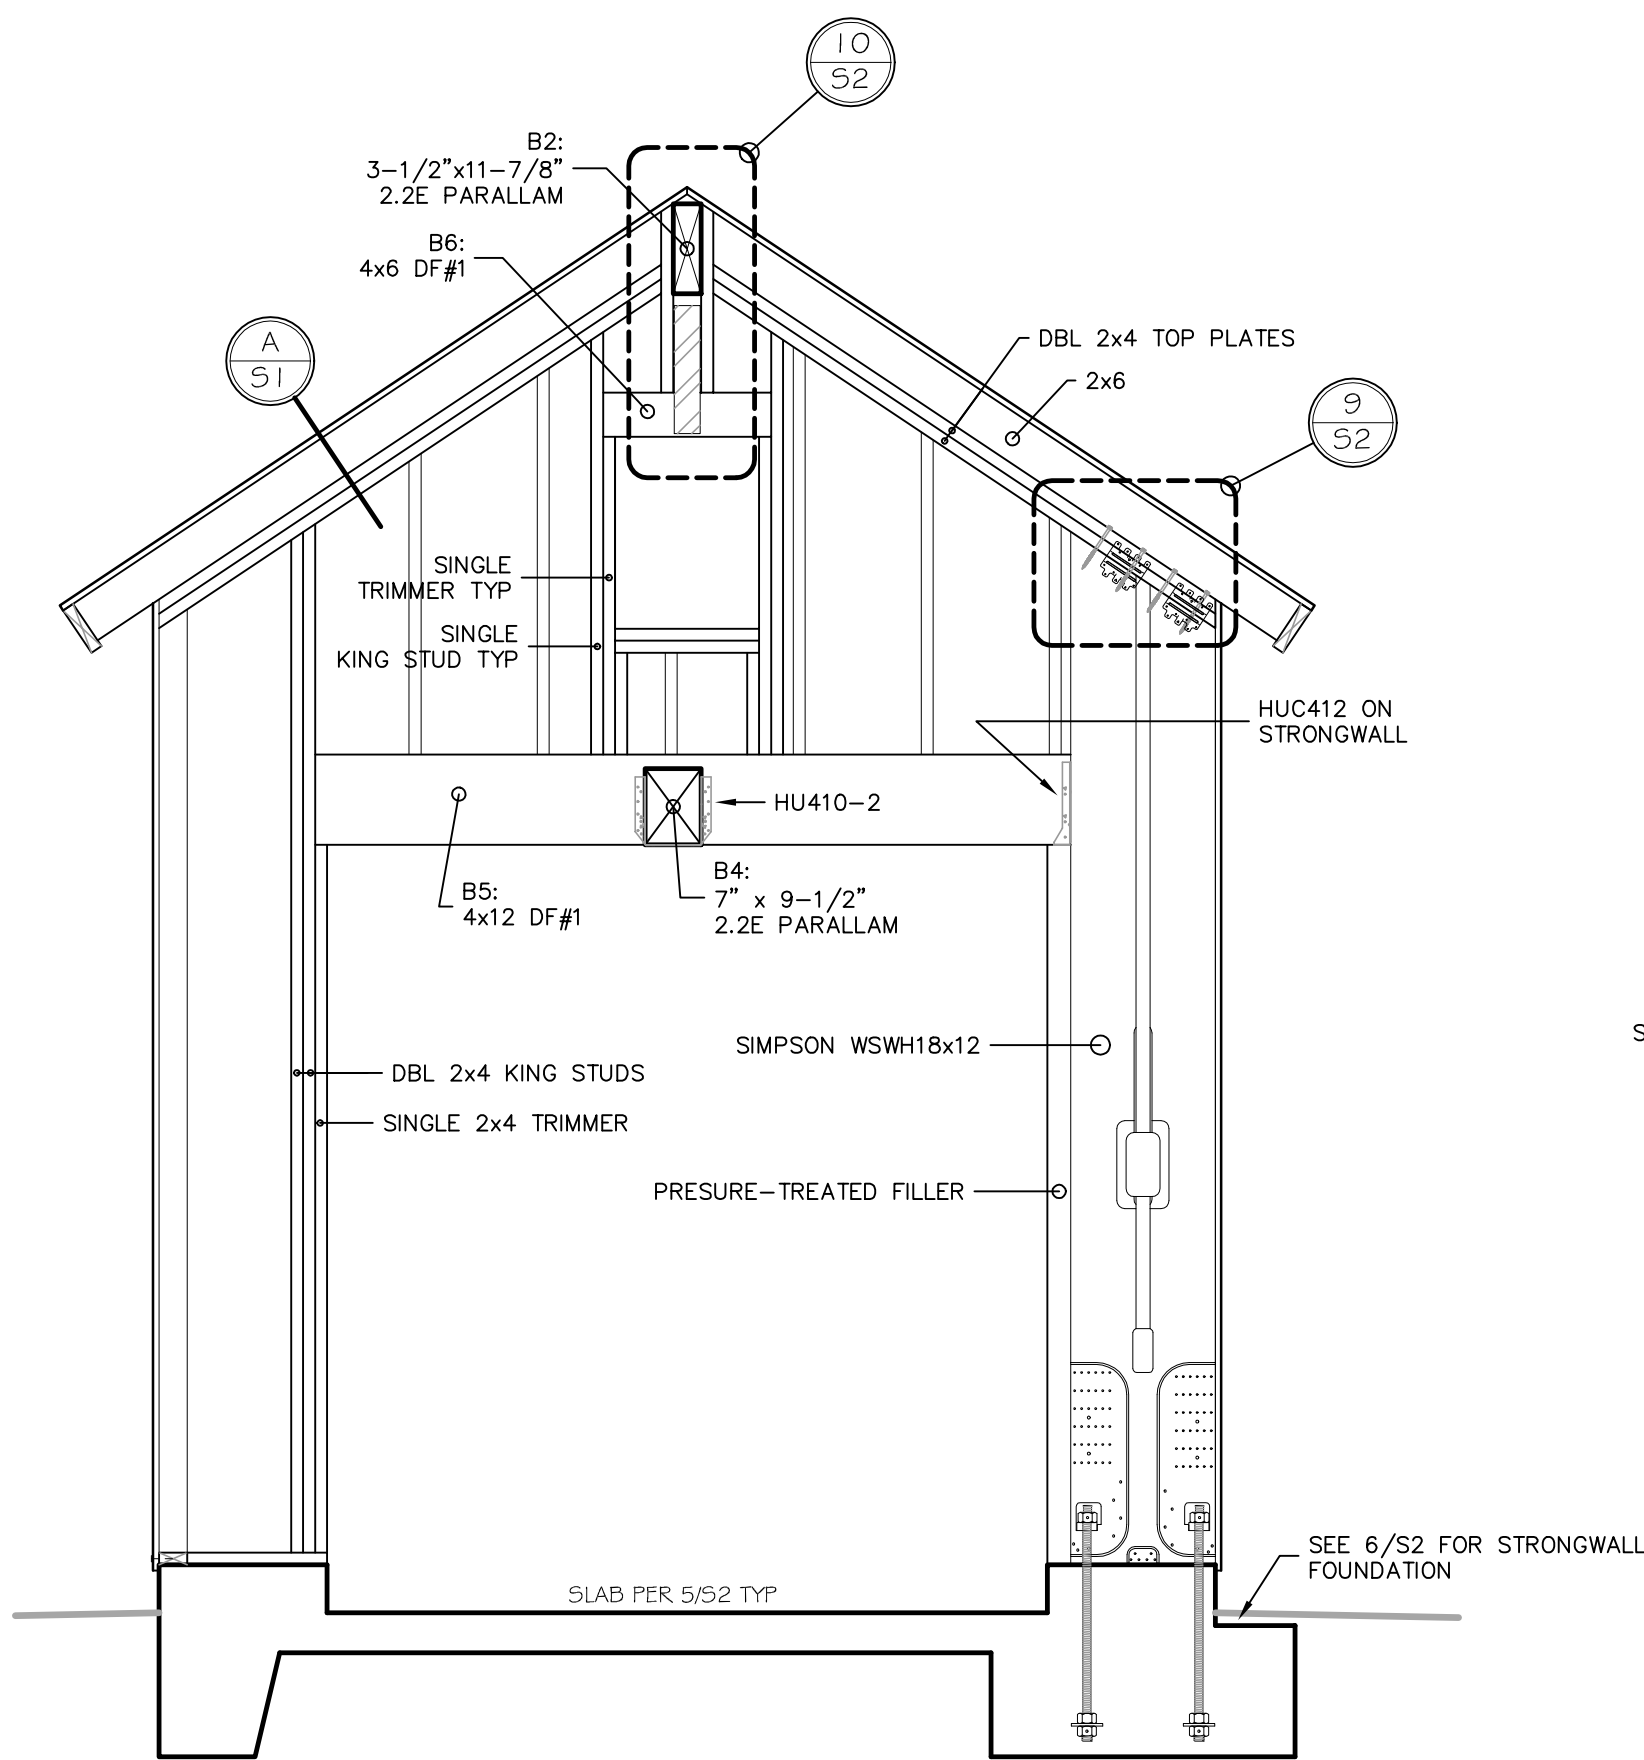 10
S2
B2:
3-1/2"x11-7/8"
2.2E PARALLAM
B6:
4x6 DF#1
A
S1
DBL 2x4 TOP PLATES
2x6
9
S2
SINGLE
TRIMMER TYP
SINGLE
KING STUD TYP
HUC412 ON
STRONGWALL
HU410-2
B5:
4x12 DF#1
B4:
7" x 9-1/2"
2.2E PARALLAM
SIMPSON WSWH18x12
S
DBL 2x4 KING STUDS
SINGLE 2x4 TRIMMER
PRESURE-TREATED FILLER
SEE 6/S2 FOR STRONGWALL
FOUNDATION
SLAB PER 5/S2 TYP